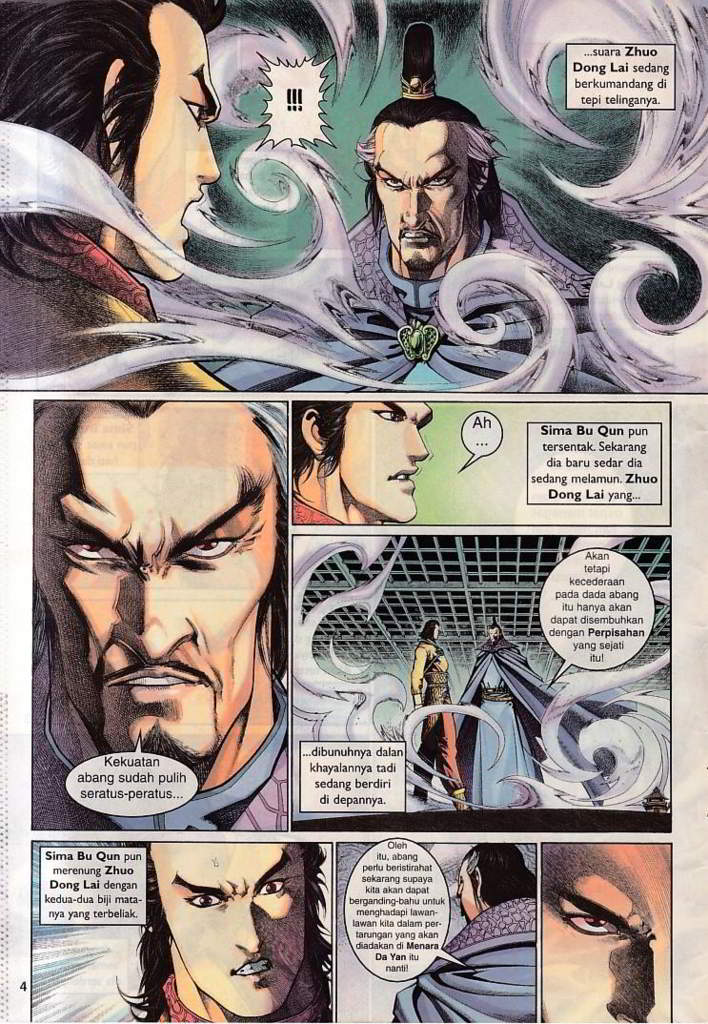 ...suara Zhuo
Dong Lai sedang
berkumandang di
tepi telinganya.
!!!
Ah
...
Sima Bu Qun pun
tersentak. Sekarang
dia baru sedar dia
sedang melamun. Zhuo
Dong Lai yang...
Kekuatan
abang sudah pulih
seratus-peratus...
Akan
tetapi
kecederaan
pada dada abang
itu hanya akan
dapat disembuhkan
dengan Perpisahan
yang sejati
itu!
...dibunuhnya dalan
khayalannya tadi
sedang berdiri
di depannya.
Sima Bu Qun pun
merenung Zhuo
Dong Lai dengan
kedua-dua biji mata-
nya yang terbeliak.
Oleh
itu, abang
perlu beristirahat
sekarang supaya
kita akan dapat
berganding-bahu untuk
menghadapi lawan-
lawan kita dalam per-
tarungan yang akan
diadakan di Menara
Da Yan itu
nanti!
4